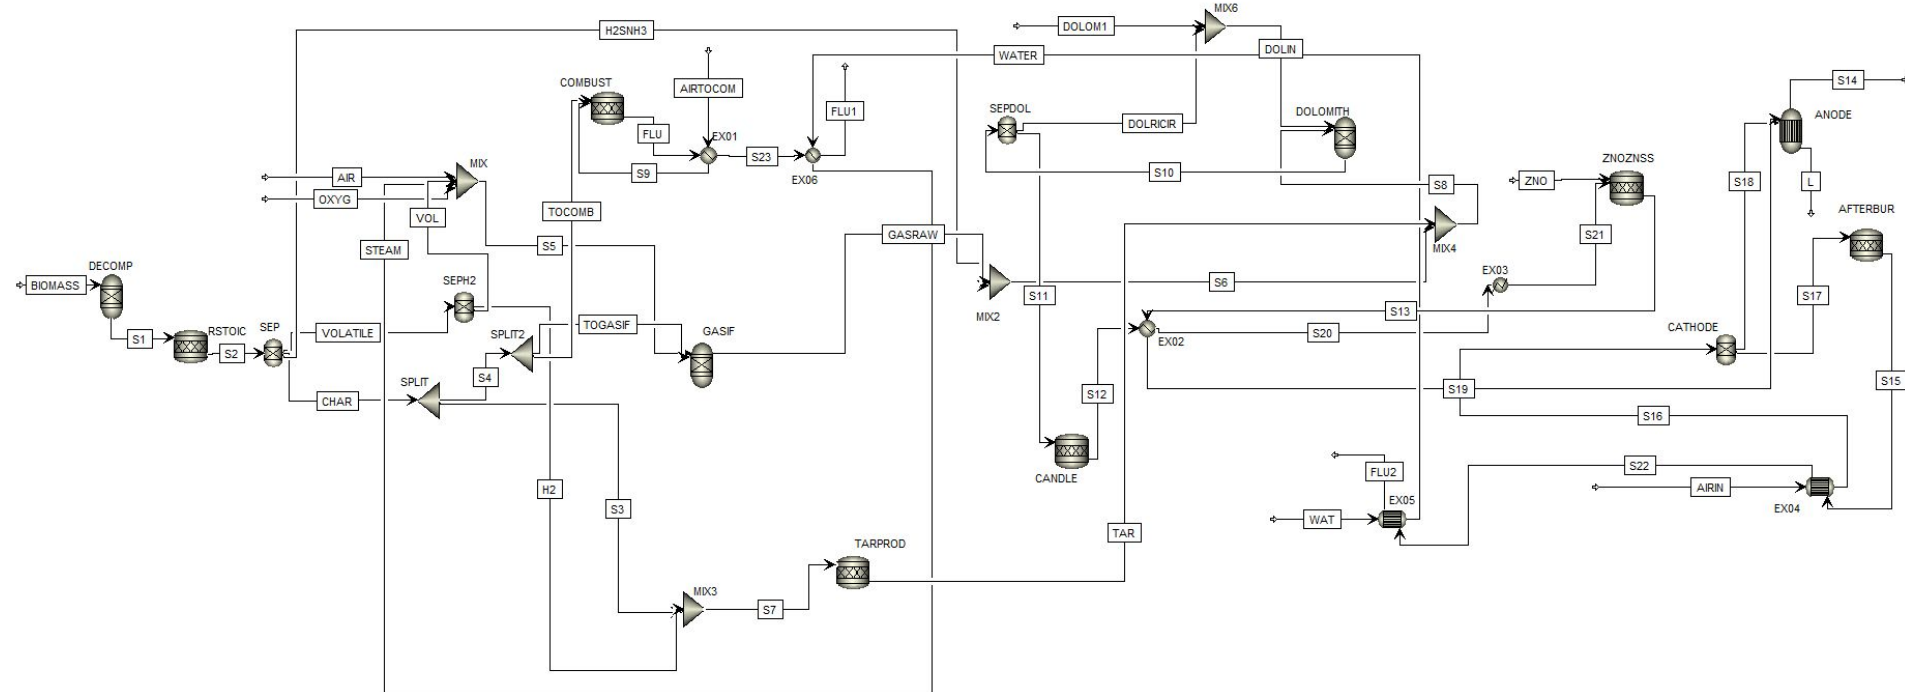 MIX6
DOLOM1
H2SNH3
DOLIN
WATER
S14
COMBUST
AIRTOCOM
FLU1
SEPDOL
DOLOMITH
ANODE
DOLRICIR
FLU
EX01
S23
EX06
S9
MIX
AIR
OXYG
VOL
TOCOMB
S10
ZNOZNSS
ZNO
S8
S18
L
AFTERBUR
STEAM
S5
GASRAW
MIX4
S21
DECOMP
BIOMASS
SEPH2
EX03
S6
MIX2
S11
S17
S13
S1
RSTOIC
SEP
S2
VOLATILE
SPLIT2
TOGASIF
GASIF
EX02
S20
CATHODE
S4
SPLIT
CHAR
S12
S19
S15
S16
CANDLE
FLU2
S22
H2
S3
EX05
AIRIN
EX04
WAT
TAR
TARPROD
MIX3
S7